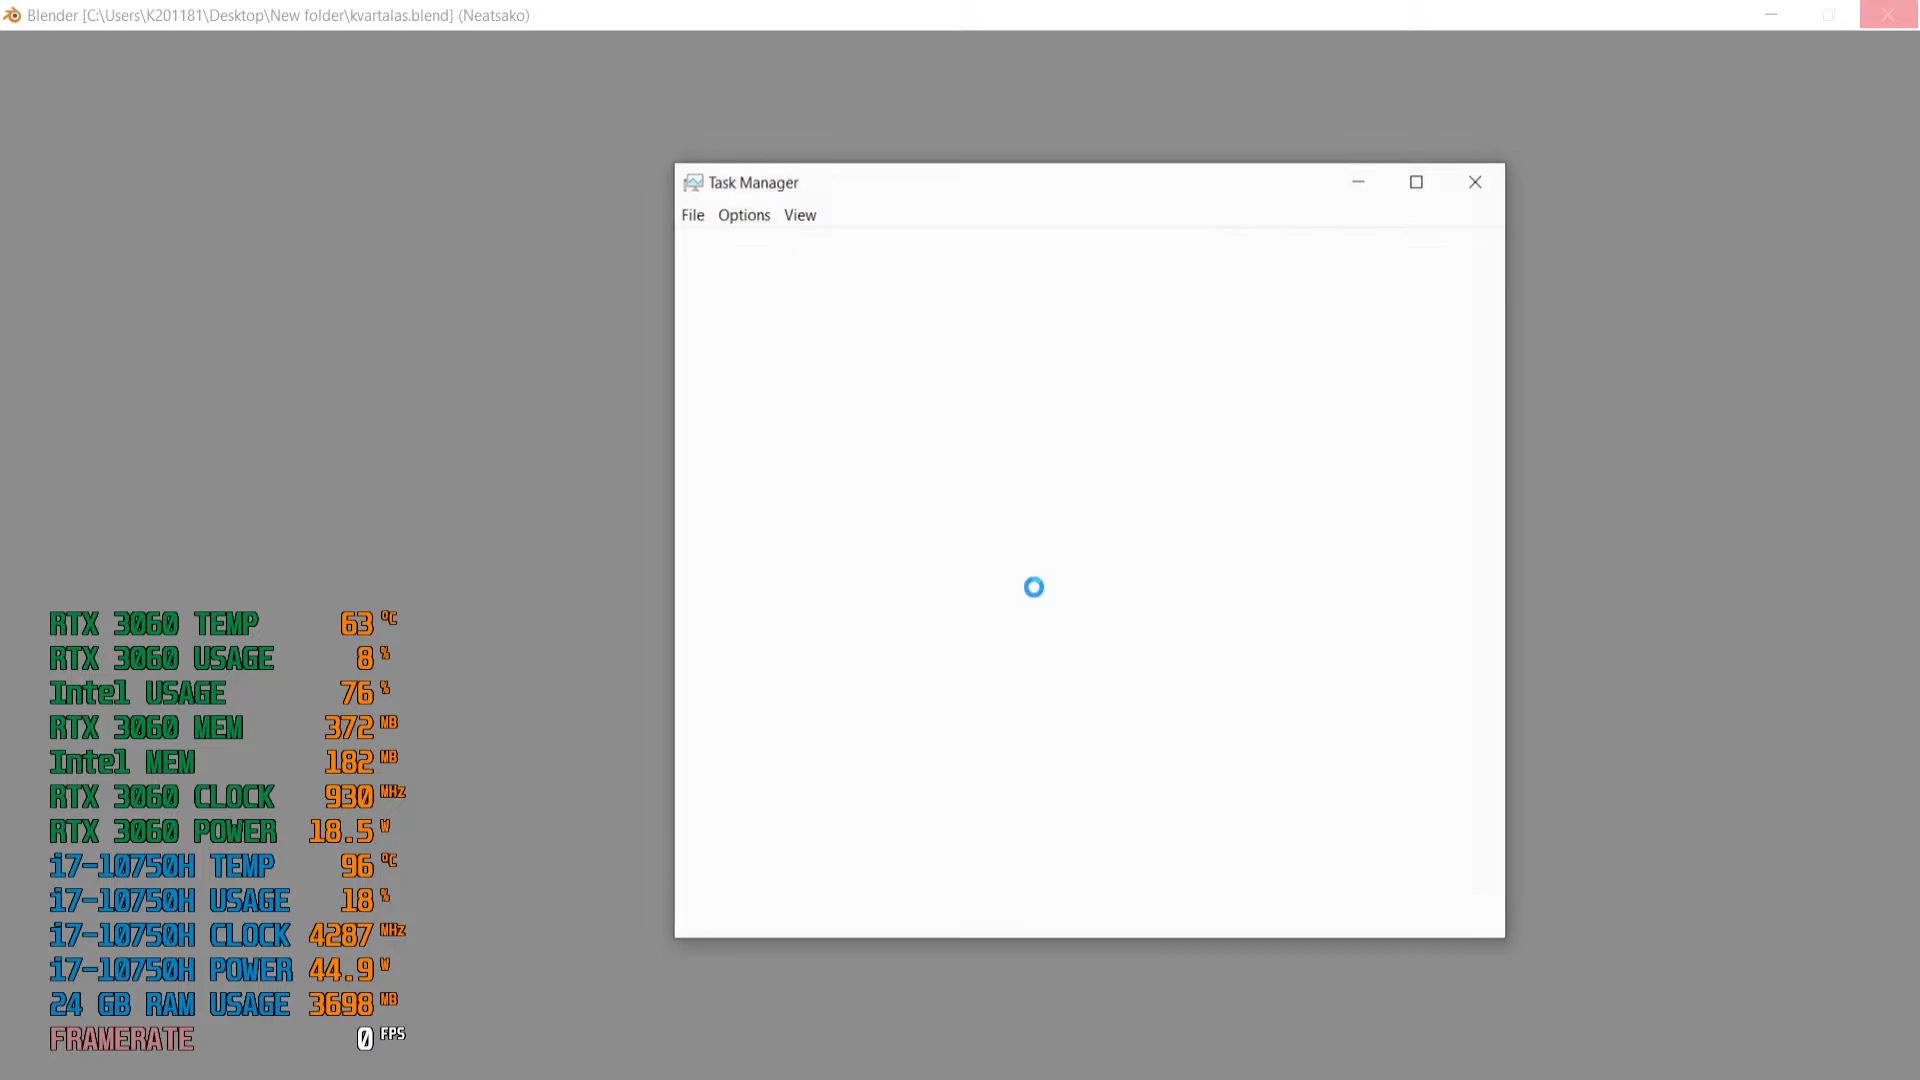 Blender [C:\Users\K201181\Desktop\New folder\kvartalas.blend] (Neatsako)
Task Manager
File Options View
RTX 3060 TEMP 63 °C
RTX 3060 USAGE 8 %
Intel USAGE 76 %
RTX 3060 MEM 372 MB
Intel MEM 182 MB
RTX 3060 CLOCK 930 MHz
RTX 3060 POWER 18.5 W
i7-10750H TEMP 96 °C
i7-10750H USAGE 18 %
i7-10750H CLOCK 4287 MHz
i7-10750H POWER 44.9 W
24 GB RAM USAGE 3698 MB
FRAMERATE 0 FPS